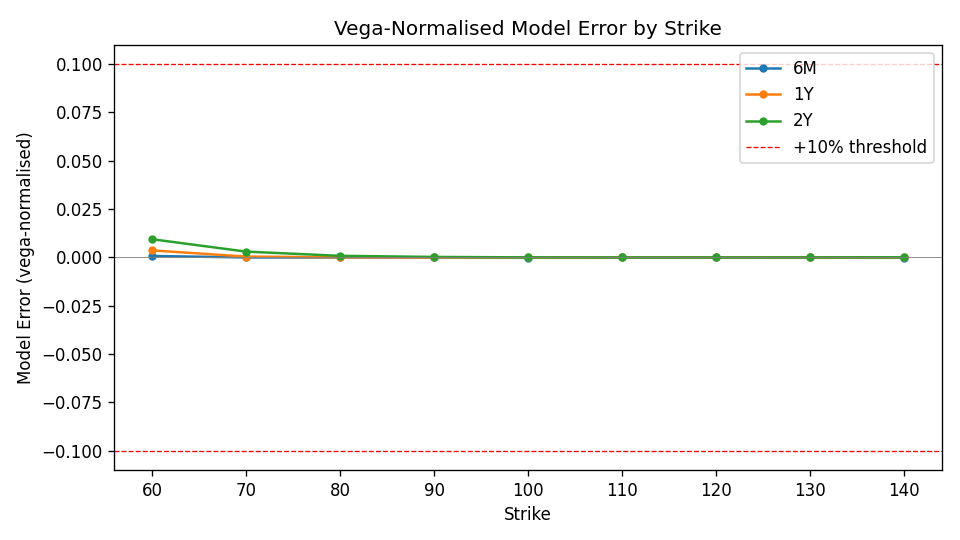 Vega-Normalised Model Error by Strike
Model Error (vega-normalised)
0.100
0.075
0.050
0.025
0.000
−0.025
−0.050
−0.075
−0.100
6M
1Y
2Y
+10% threshold
60 70 80 90 100 110 120 130 140
Strike